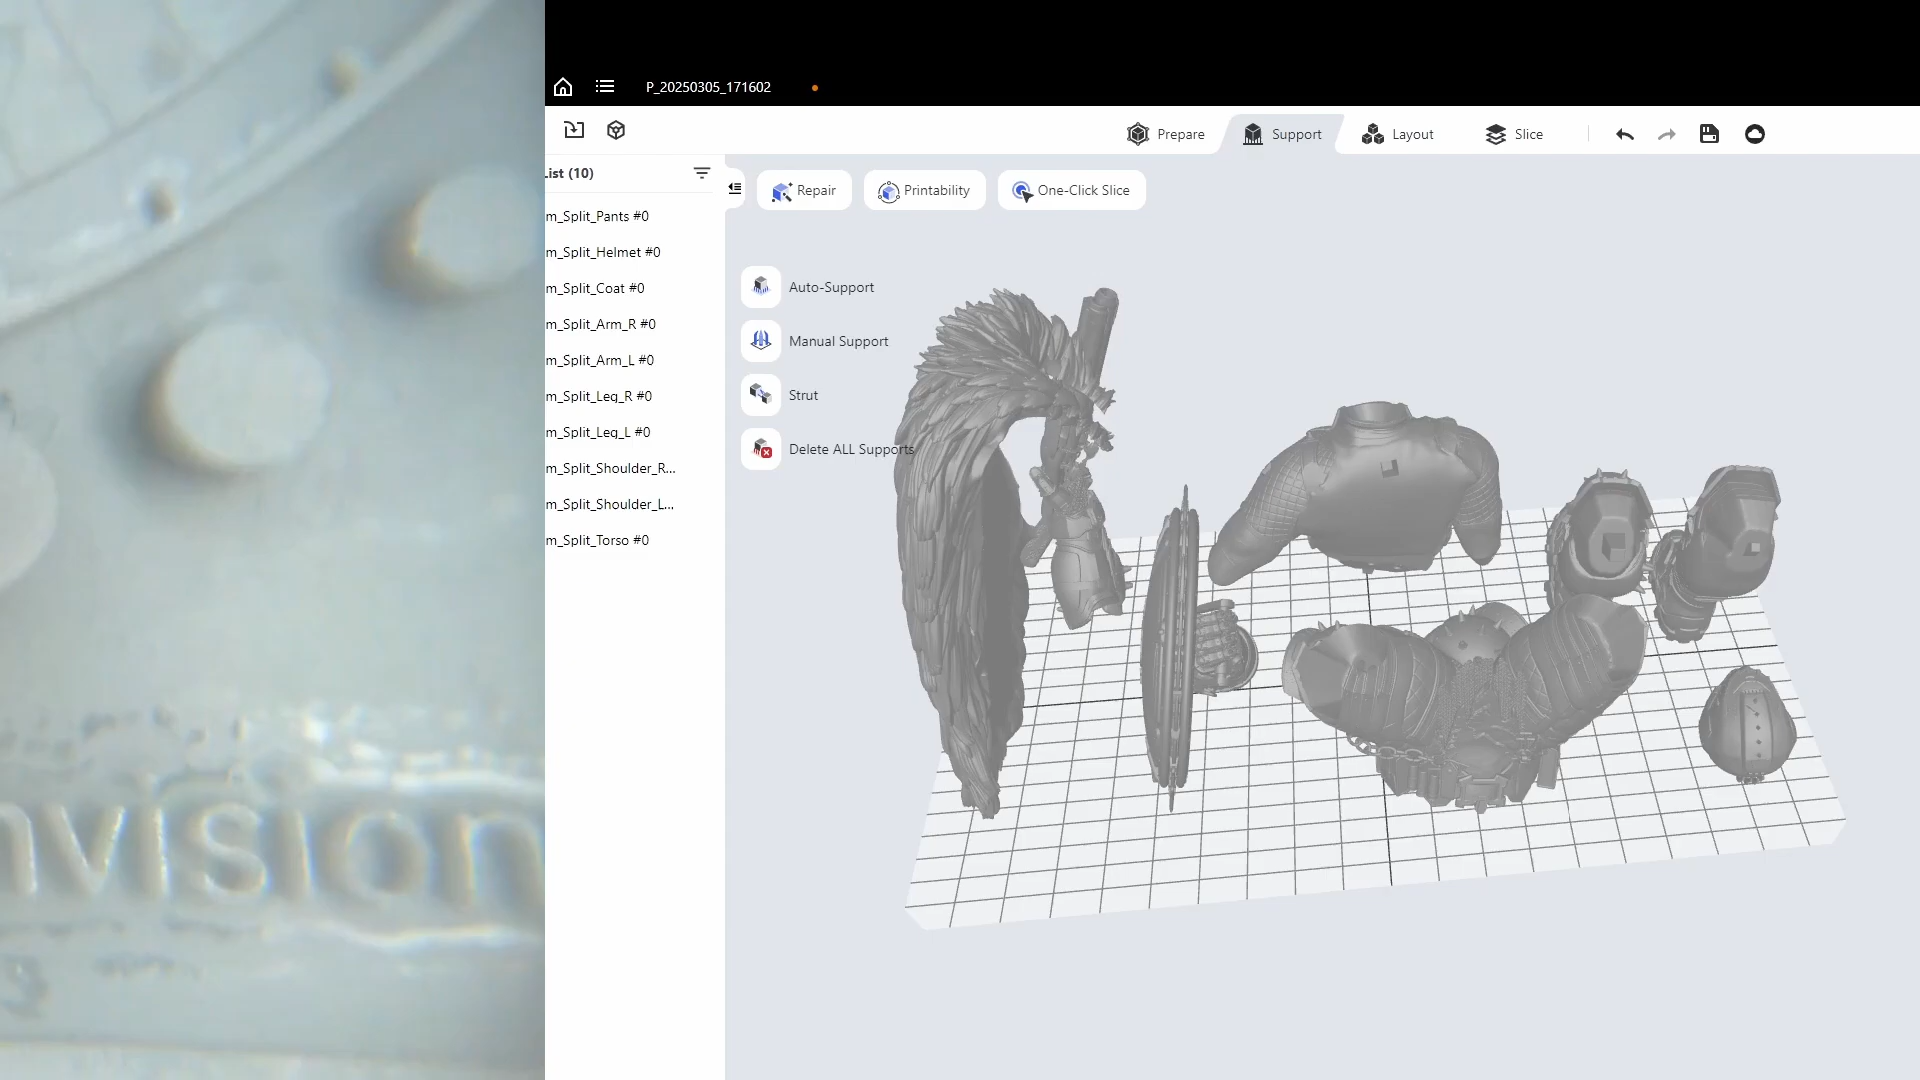 P_20250305_171602
Prepare
Support
Layout
Slice
List (10)
m_Split_Pants #0
m_Split_Helmet #0
m_Split_Coat #0
m_Split_Arm_R #0
m_Split_Arm_L #0
m_Split_Leg_R #0
m_Split_Leg_L #0
m_Split_Shoulder_R...
m_Split_Shoulder_L...
m_Split_Torso #0
Repair
Printability
One-Click Slice
Auto-Support
Manual Support
Strut
Delete ALL Supports
nvision